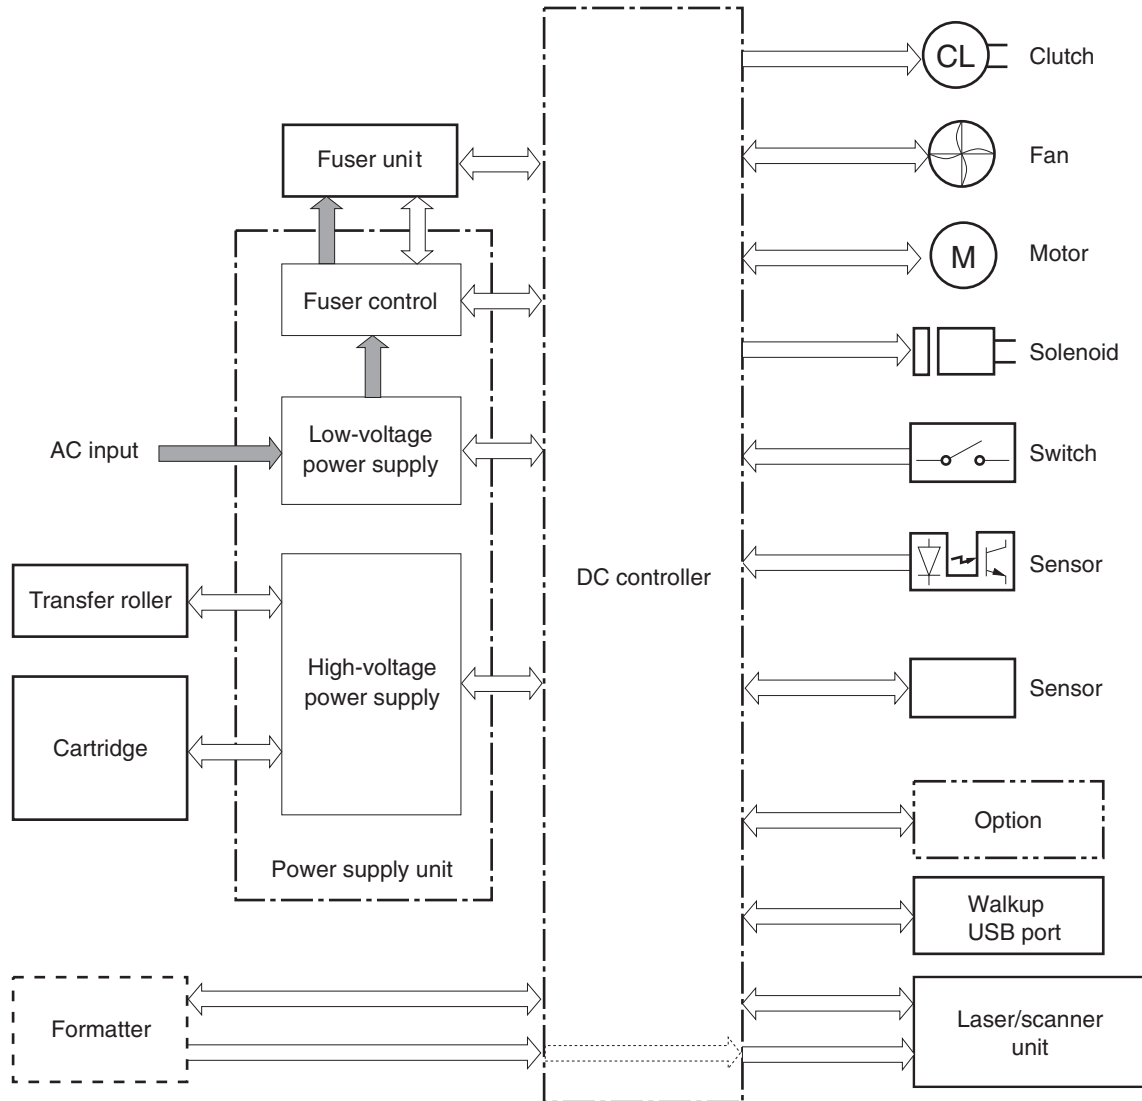 CL
Clutch
Fuser unit
Fan
M
Motor
Fuser control
Solenoid
AC input
Low-voltage
power supply
Switch
Sensor
DC controller
Transfer roller
High-voltage
power supply
Sensor
Cartridge
Option
Power supply unit
Walkup
USB port
Formatter
Laser/scanner
unit